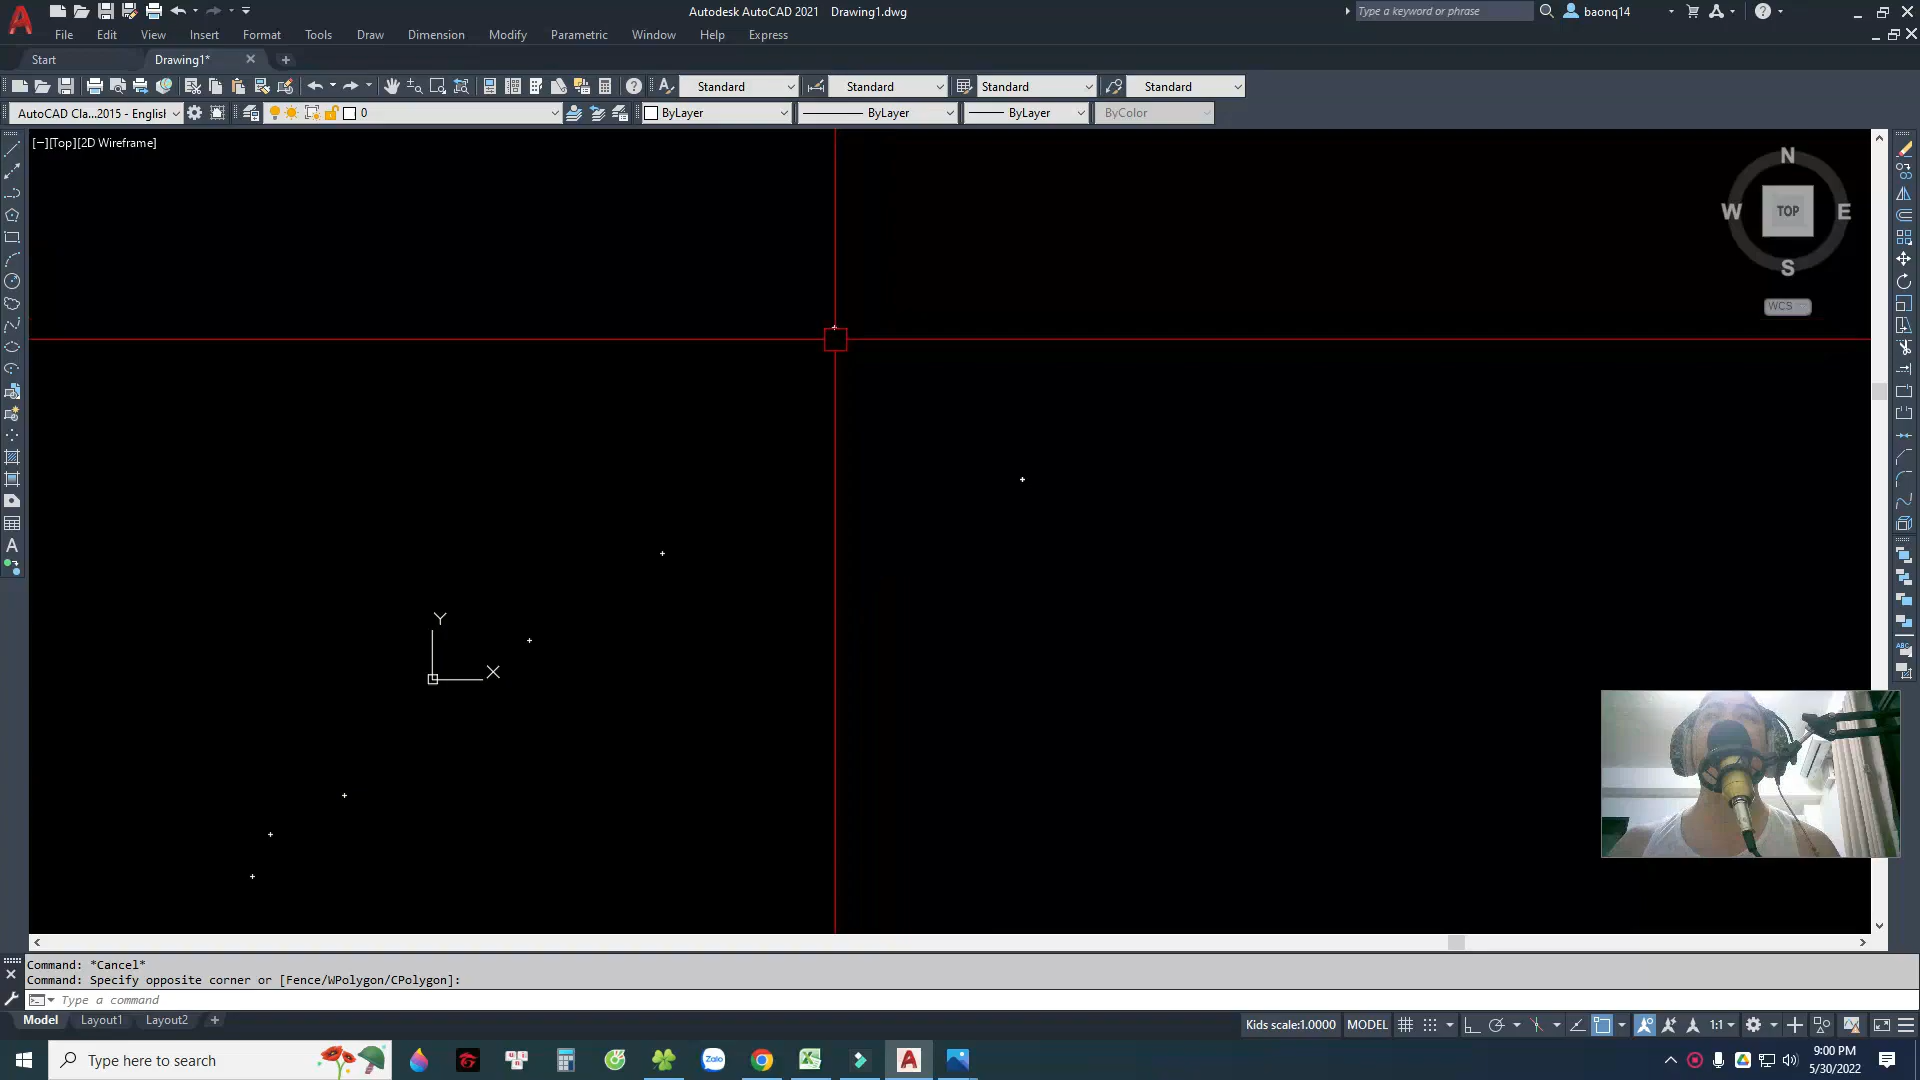 Autodesk AutoCAD 2021 Drawing1.dwg
Type a keyword or phrase
baonq14
File Edit View Insert Format Tools Draw Dimension Modify Parametric Window Help Express
Start
Drawing1*
Standard
Standard
Standard
Standard
AutoCAD Cla...2015 - English
0
ByLayer
ByLayer
ByLayer
ByColor
[−][Top][2D Wireframe]
N
W
TOP
E
S
WCS
Y
X
Command: *Cancel*
Command: Specify opposite corner or [Fence/WPolygon/CPolygon]:
Type a command
Model
Layout1
Layout2
Kids scale:1.0000
MODEL
1:1
Type here to search
Zalo
9:00 PM
5/30/2022